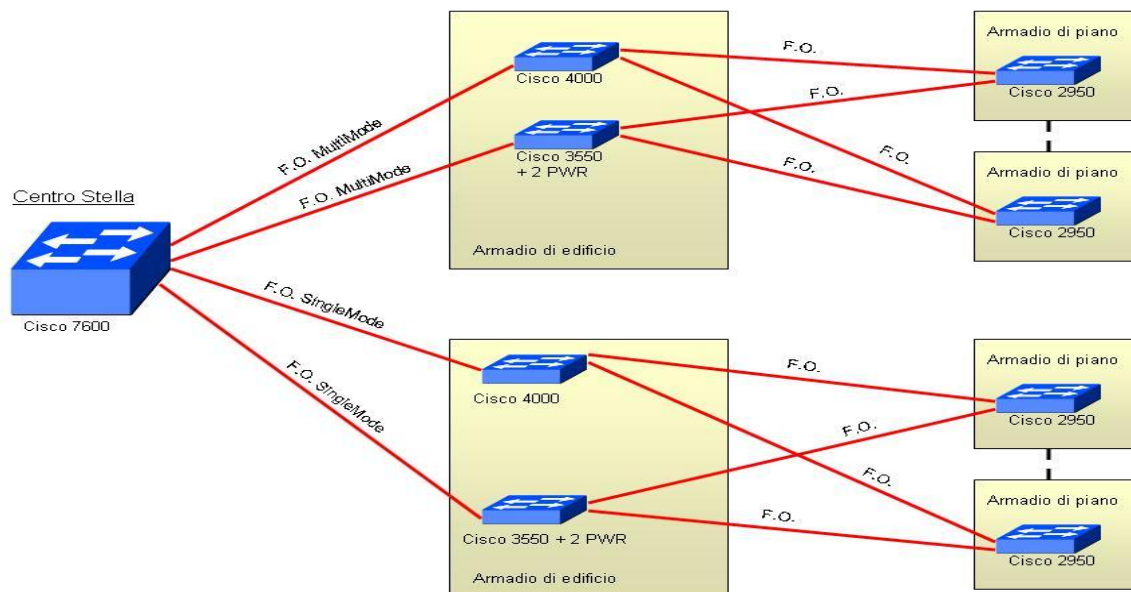 Centro Stella
Cisco 7600
F.O. MultiMode
F.O. MultiMode
F.O. SingleMode
F.O. SingleMode
Cisco 4000
Cisco 3550
+ 2 PWR
Armadio di edificio
F.O.
F.O.
F.O.
F.O.
Armadio di piano
Cisco 2950
Armadio di piano
Cisco 2950
Cisco 4000
Cisco 3550 + 2 PWR
Armadio di edificio
F.O.
F.O.
F.O.
F.O.
Armadio di piano
Cisco 2950
Armadio di piano
Cisco 2950